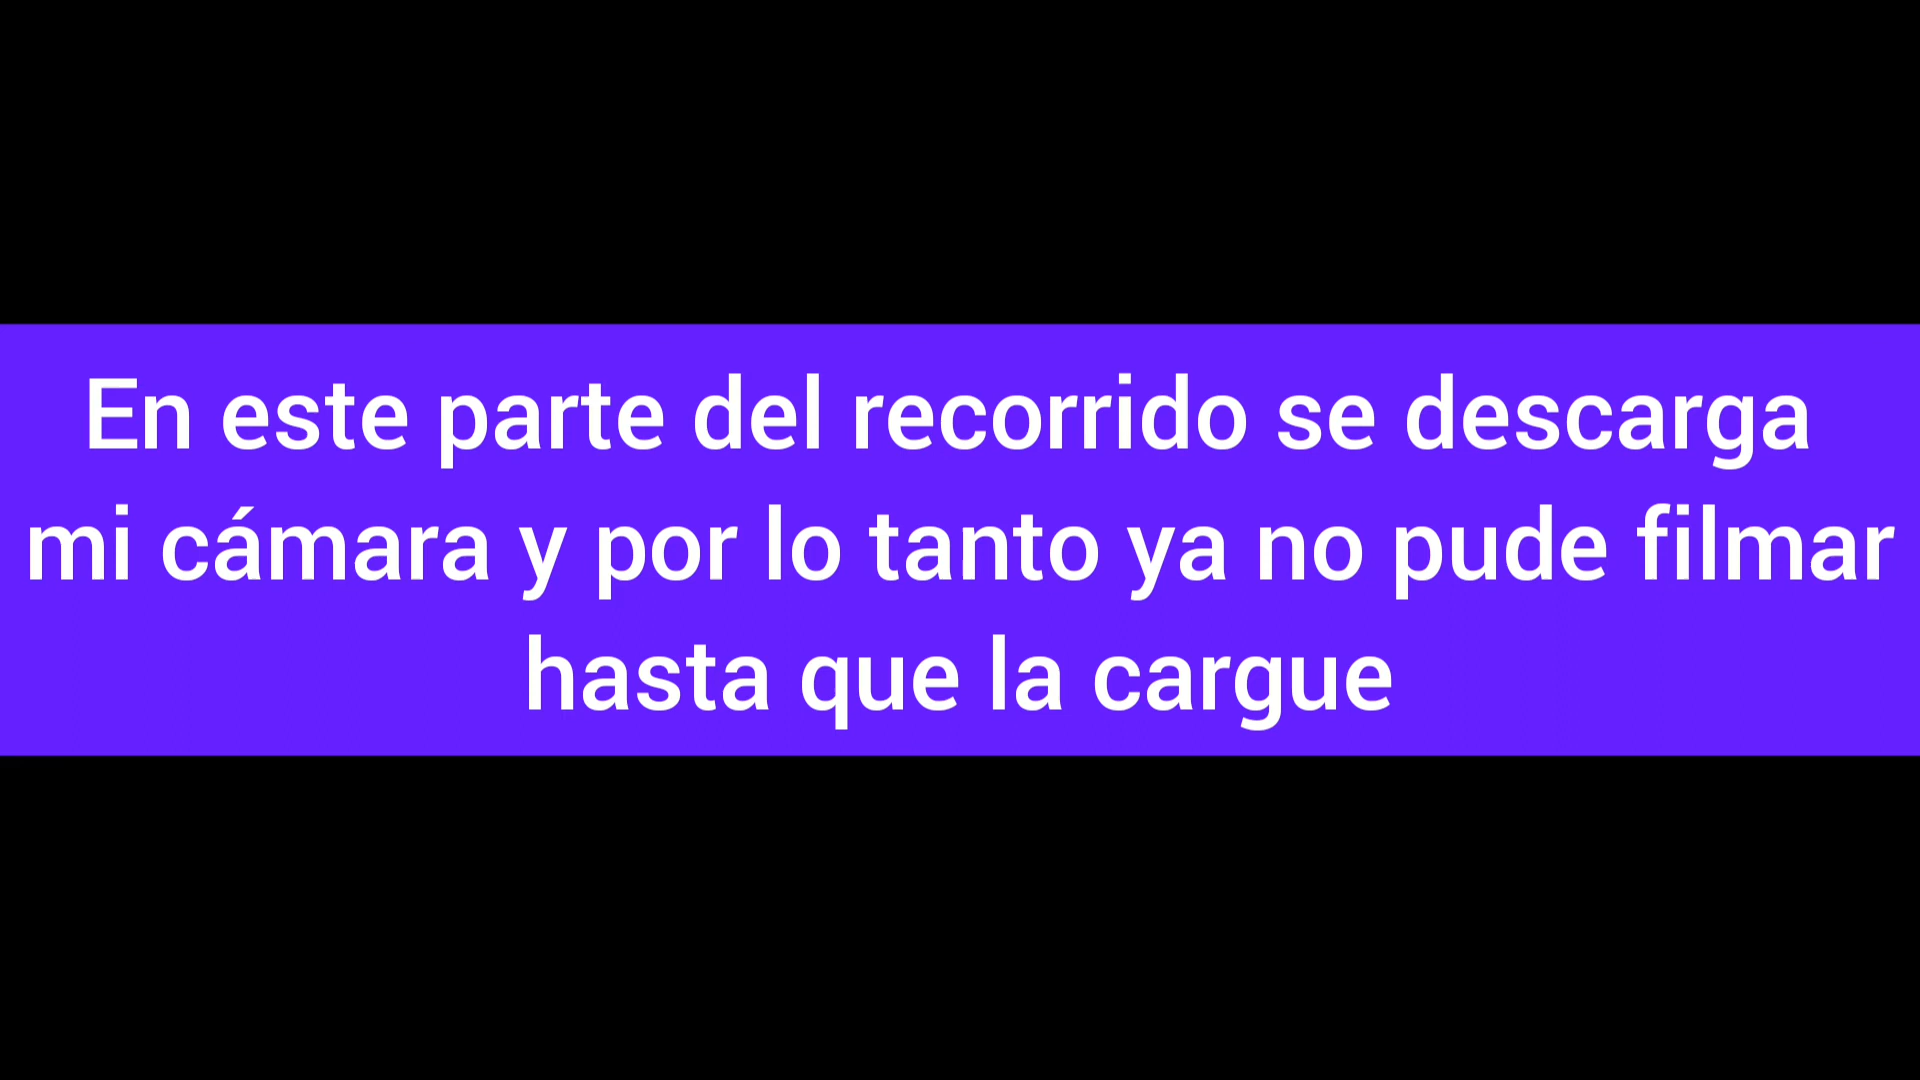 En este parte del recorrido se descarga
mi cámara y por lo tanto ya no pude filmar
hasta que la cargue